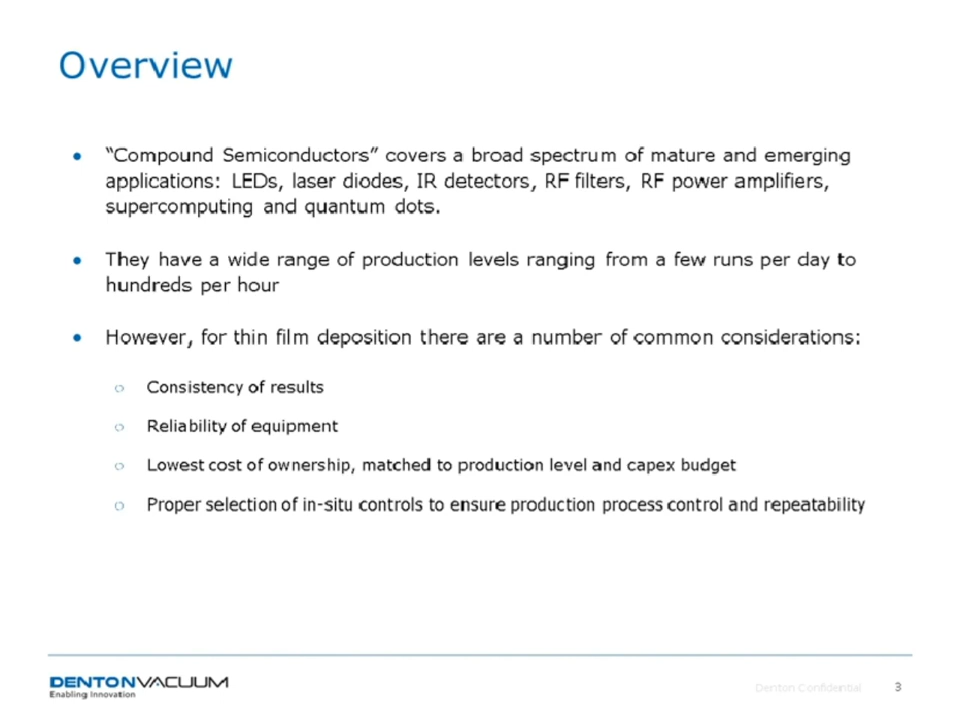 Overview
• “Compound Semiconductors” covers a broad spectrum of mature and emerging
applications: LEDs, laser diodes, IR detectors, RF filters, RF power amplifiers,
supercomputing and quantum dots.
• They have a wide range of production levels ranging from a few runs per day to
hundreds per hour
• However, for thin film deposition there are a number of common considerations:
○ Consistency of results
○ Reliability of equipment
○ Lowest cost of ownership, matched to production level and capex budget
○ Proper selection of in-situ controls to ensure production process control and repeatability
DENTONVACUUM
Enabling Innovation
Denton Confidential 3